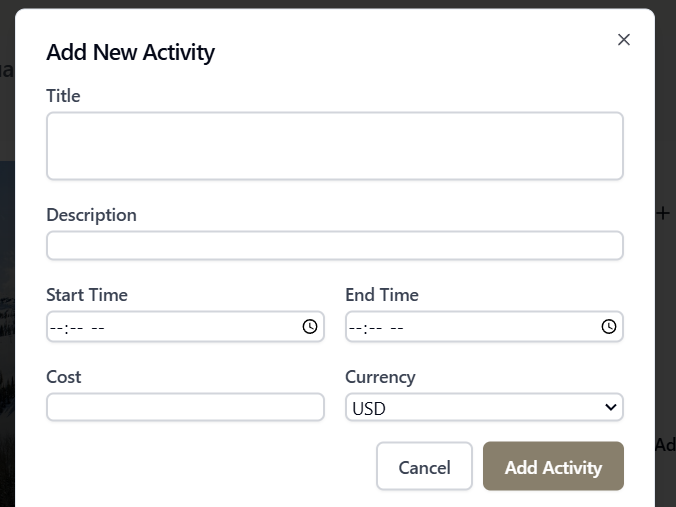 Add New Activity
Title
Description
Start Time End Time
--:-- -- --:-- --
Cost Currency
USD
Cancel Add Activity